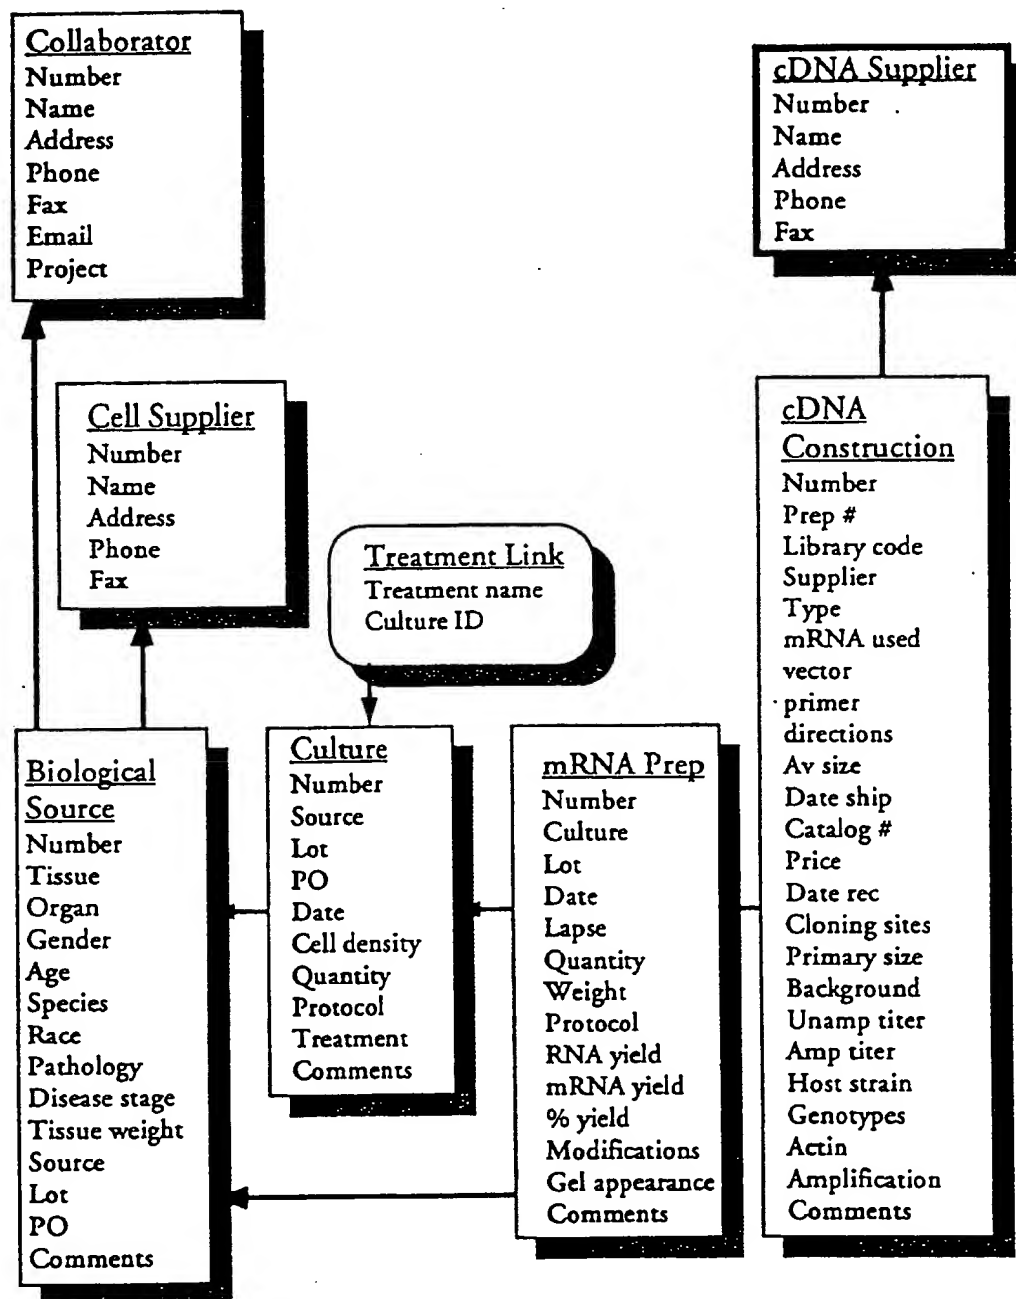 Collaborator
Number
Name
Address
Phone
Fax
Email
Project
cDNA Supplier
Number
Name
Address
Phone
Fax
Cell Supplier
Number
Name
Address
Phone
Fax
Treatment Link
Treatment name
Culture ID
Biological
Source
Number
Tissue
Organ
Gender
Age
Species
Race
Pathology
Disease stage
Tissue weight
Source
Lot
PO
Comments
Culture
Number
Source
Lot
PO
Date
Cell density
Quantity
Protocol
Treatment
Comments
mRNA Prep
Number
Culture
Lot
Date
Lapse
Quantity
Weight
Protocol
RNA yield
mRNA yield
% yield
Modifications
Gel appearance
Comments
cDNA
Construction
Number
Prep #
Library code
Supplier
Type
mRNA used
vector
primer
directions
Av size
Date ship
Catalog #
Price
Date rec
Cloning sites
Primary size
Background
Unamp titer
Amp titer
Host strain
Genotypes
Actin
Amplification
Comments